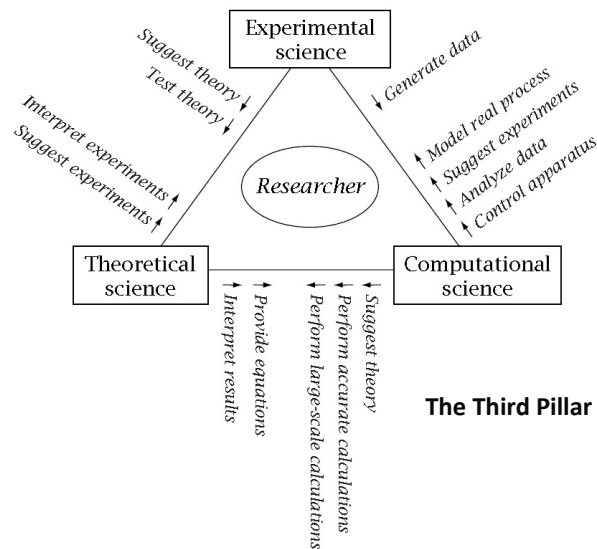 Experimental
science
Suggest theory
Test theory
Generate data
Interpret experiments
Suggest experiments
Model real process
Suggest experiments
Analyze data
Control apparatus
Researcher
Theoretical
science
Computational
science
Interpret results
Provide equations
Perform large-scale calculations
Perform accurate calculations
Suggest theory
The Third Pillar